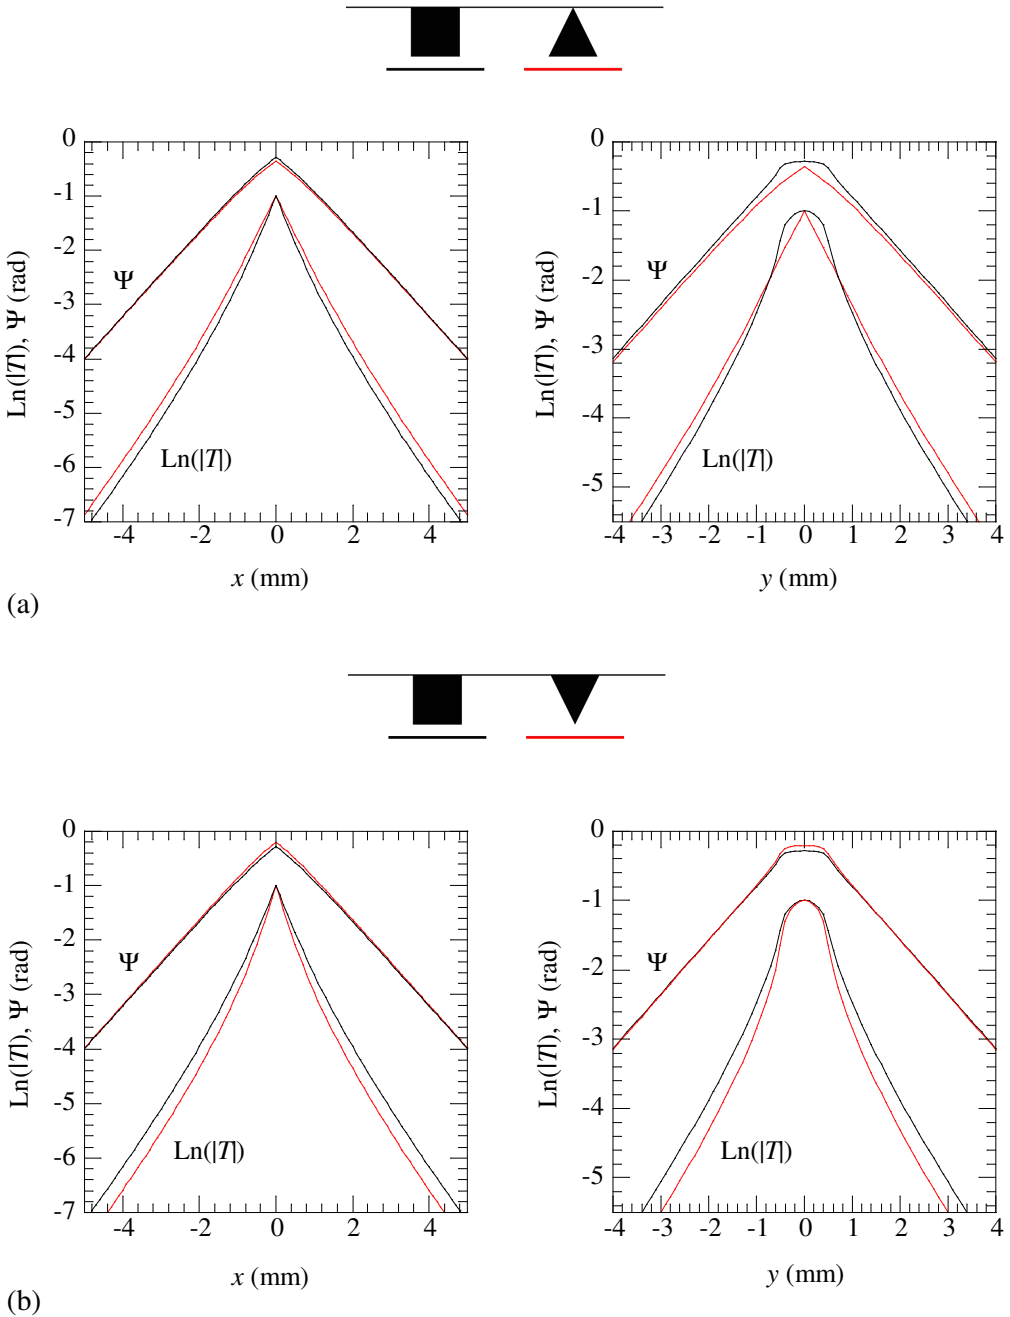 0
-1
-2
-3
-4
-5
-6
-7
Ln(|T|), Ψ (rad)
Ψ
Ln(|T|)
-4 -2 0 2 4
x (mm)
0
-1
-2
-3
-4
-5
Ln(|T|), Ψ (rad)
Ψ
Ln(|T|)
-4 -3 -2 -1 0 1 2 3 4
y (mm)
(a)
0
-1
-2
-3
-4
-5
-6
-7
Ln(|T|), Ψ (rad)
Ψ
Ln(|T|)
-4 -2 0 2 4
x (mm)
0
-1
-2
-3
-4
-5
Ln(|T|), Ψ (rad)
Ψ
Ln(|T|)
-4 -3 -2 -1 0 1 2 3 4
y (mm)
(b)